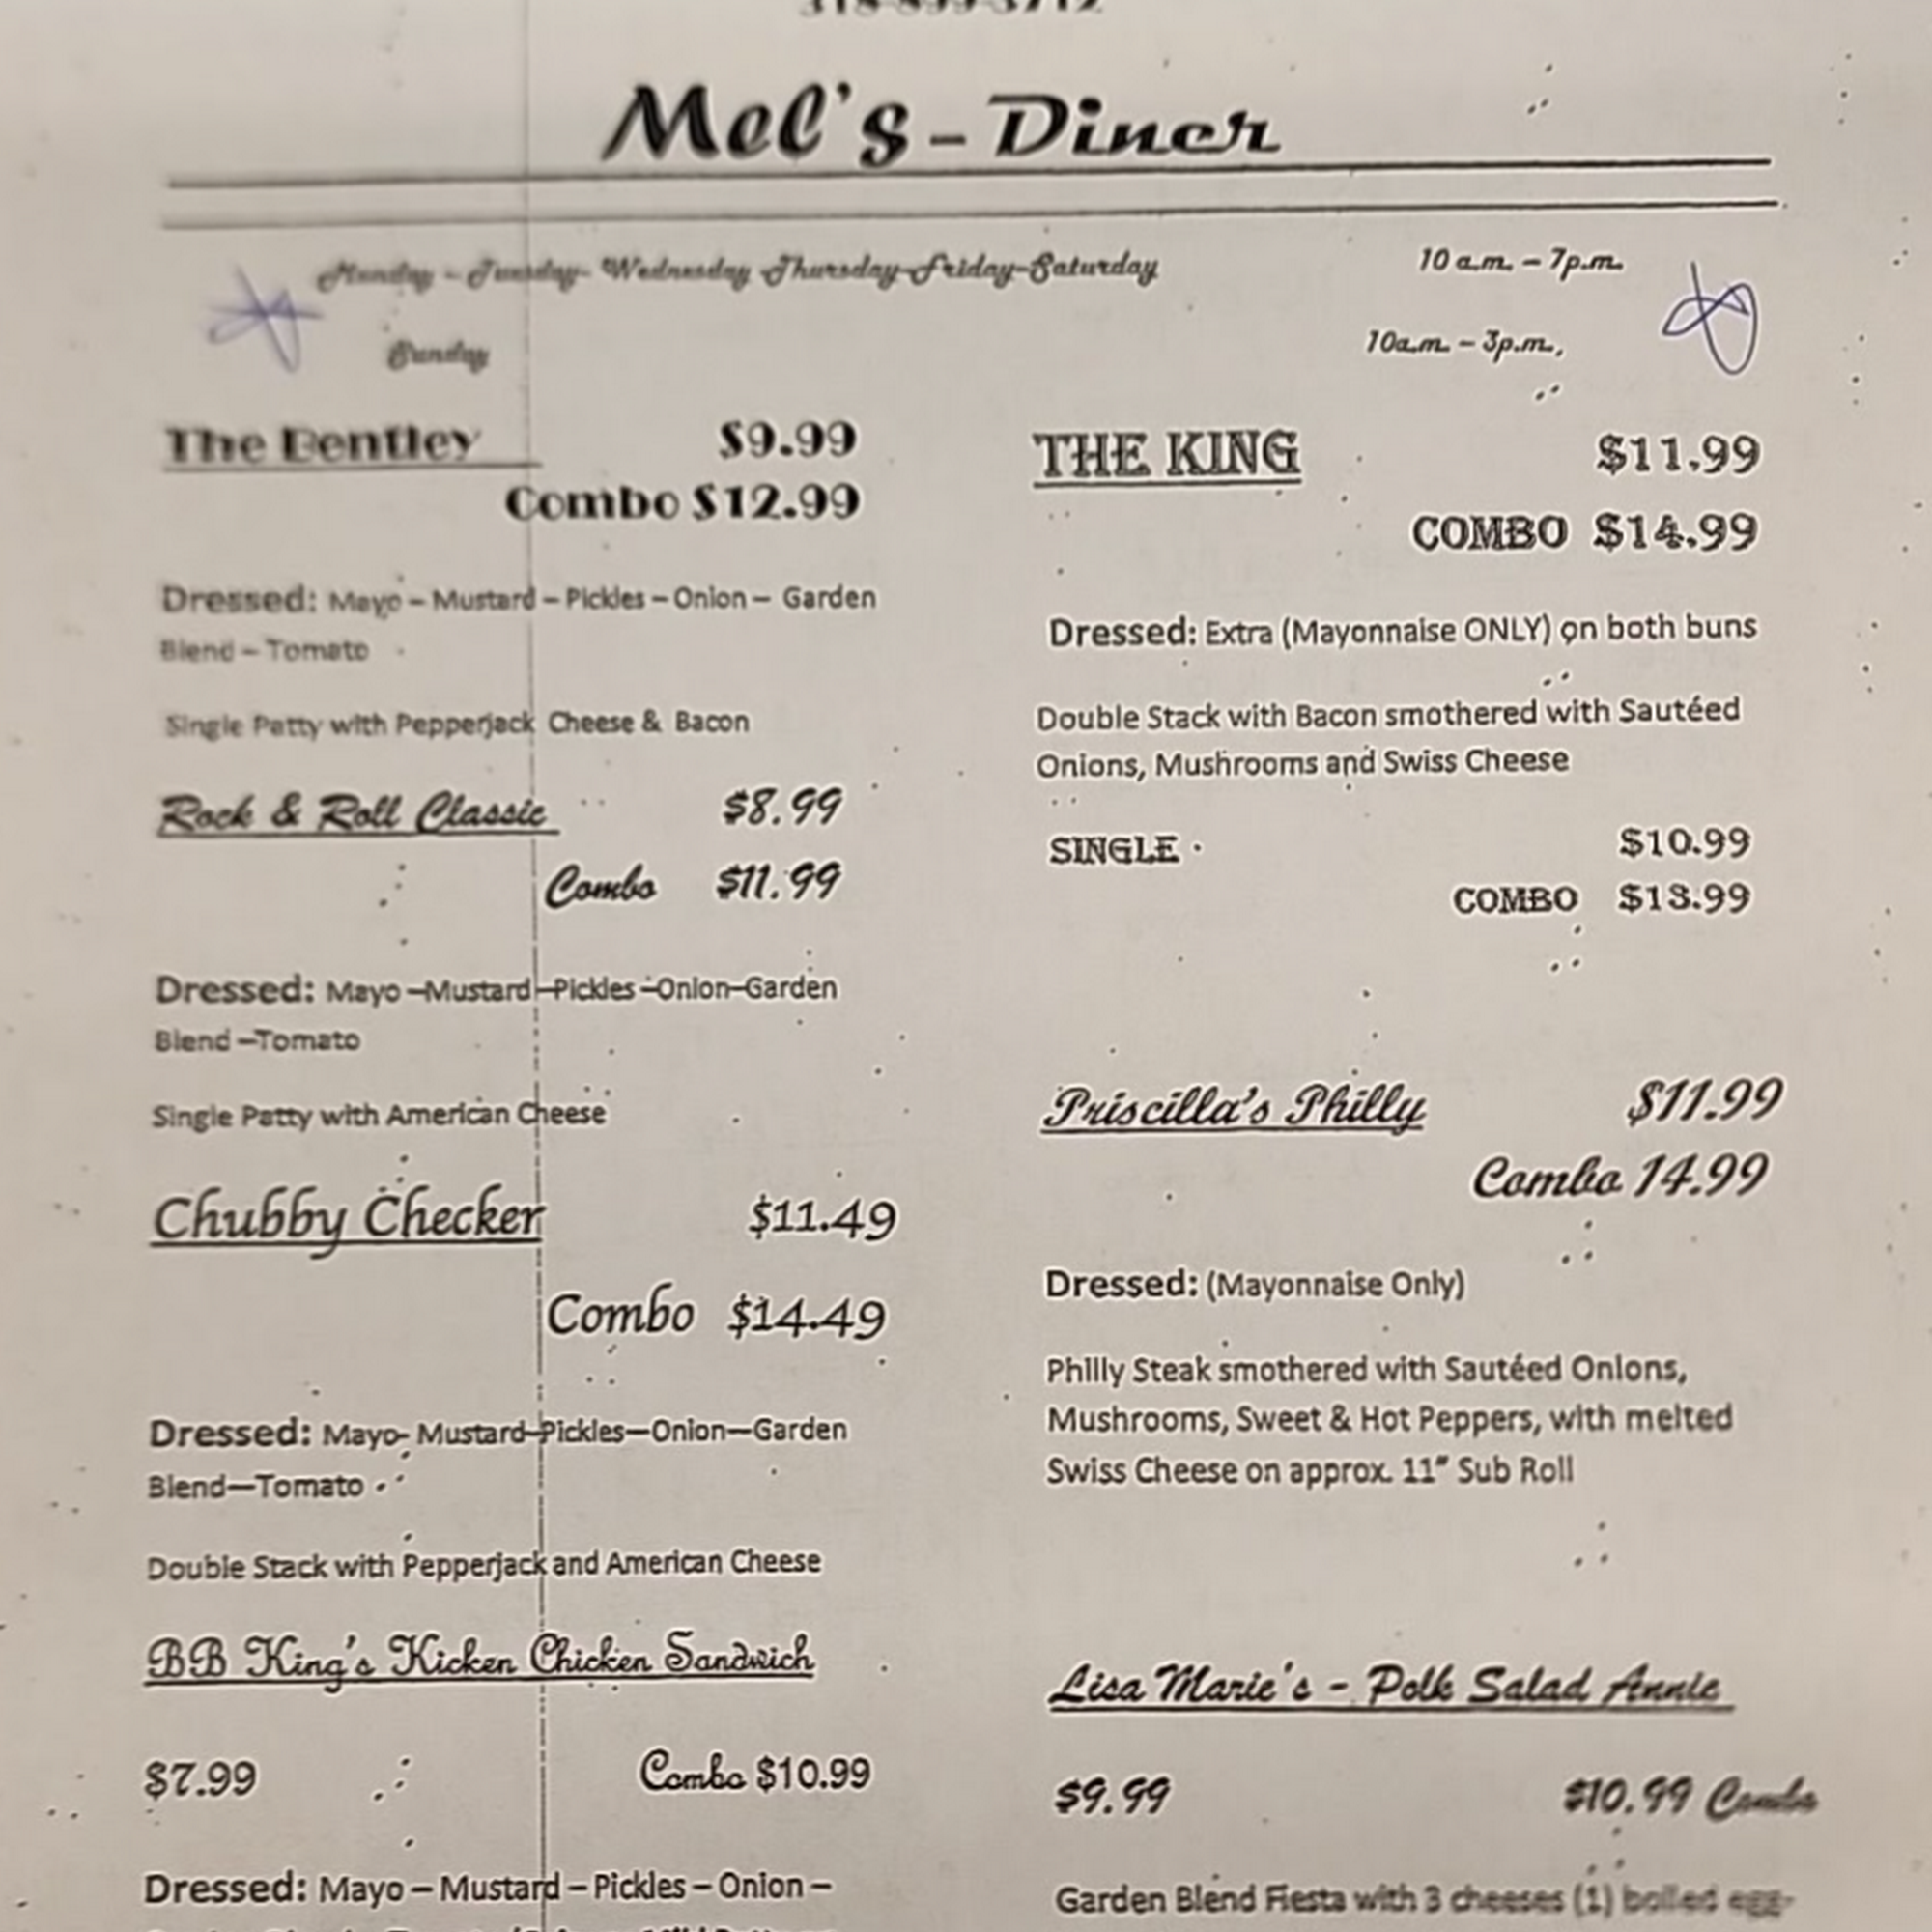 Mel's – Diner
Monday – Tuesday- Wednesday -Thursday-Friday-Saturday 10 a.m. – 7p.m.
Sunday 10a.m. – 3p.m.,
The Bentley $9.99
Combo $12.99
Dressed: Mayo – Mustard – Pickles – Onion – Garden
Blend – Tomato
Single Patty with Pepperjack Cheese & Bacon
Rock & Roll Classic $8.99
Combo $11.99
Dressed: Mayo –Mustard –Pickles –Onion–Garden
Blend –Tomato
Single Patty with American Cheese
Chubby Checker $11.49
Combo $14.49
Dressed: Mayo- Mustard-Pickles—Onion—Garden
Blend—Tomato
Double Stack with Pepperjack and American Cheese
BB King's Kicken Chicken Sandwich
$7.99 Combo $10.99
Dressed: Mayo – Mustard – Pickles – Onion –
THE KING $11.99
COMBO $14.99
Dressed: Extra (Mayonnaise ONLY) on both buns
Double Stack with Bacon smothered with Sautéed
Onions, Mushrooms and Swiss Cheese
SINGLE $10.99
COMBO $13.99
Priscilla's Philly $11.99
Combo 14.99
Dressed: (Mayonnaise Only)
Philly Steak smothered with Sautéed Onions,
Mushrooms, Sweet & Hot Peppers, with melted
Swiss Cheese on approx. 11" Sub Roll
Lisa Marie's - Polk Salad Annie
$9.99 $10.99 Combo
Garden Blend Fiesta with 3 cheeses (1) boiled egg-